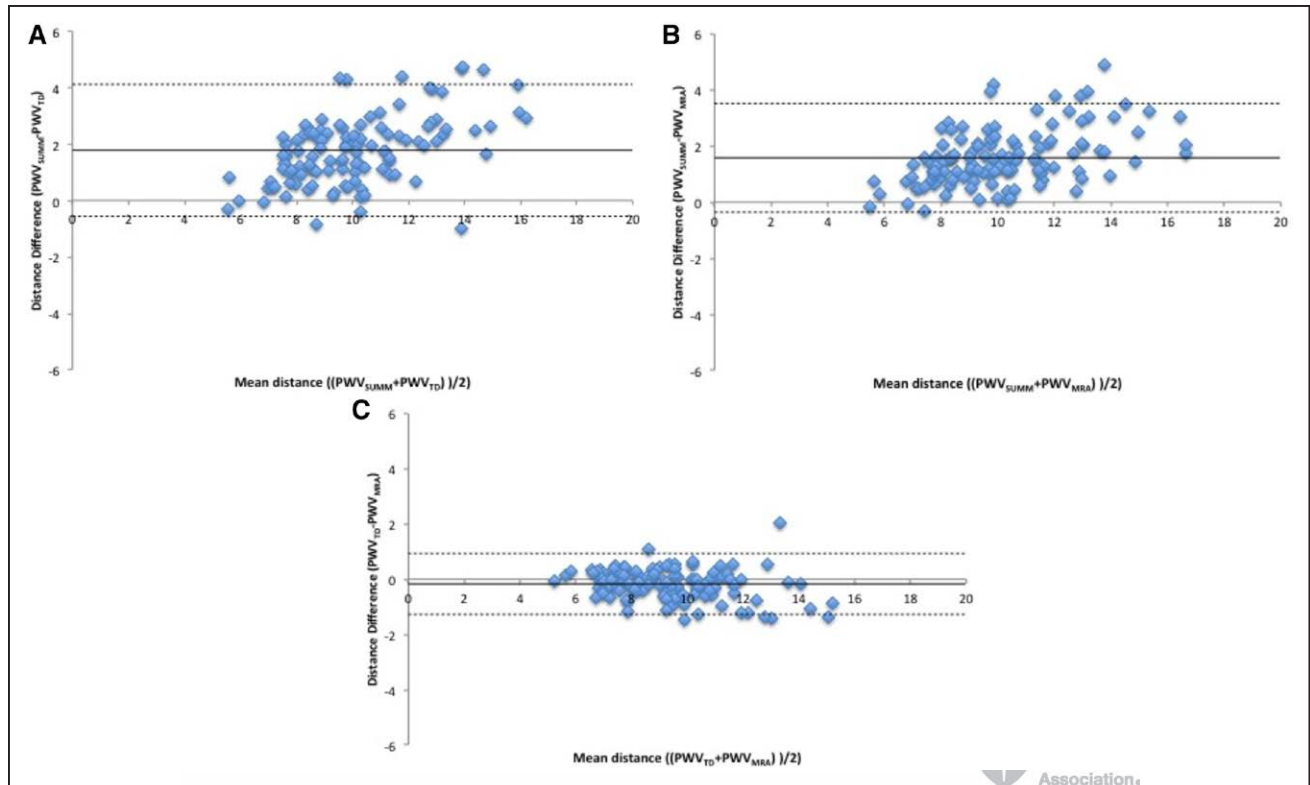 A
6
4
2
0
-2
-4
-6
0 2 4 6 8 10 12 14 16 18 20
Distance Difference (PWVSUMM-PWVTD)
Mean distance ((PWVSUMM+PWVTD) )/2)
B
6
4
2
0
-2
-4
-6
0 2 4 6 8 10 12 14 16 18 20
Distance Difference (PWVSUMM-PWVMRA)
Mean distance ((PWVSUMM+PWVMRA) )/2)
C
6
4
2
0
-2
-4
-6
0 2 4 6 8 10 12 14 16 18 20
Distance Difference (PWVTD-PWVMRA)
Mean distance ((PWVTD+PWVMRA) )/2)
Association.